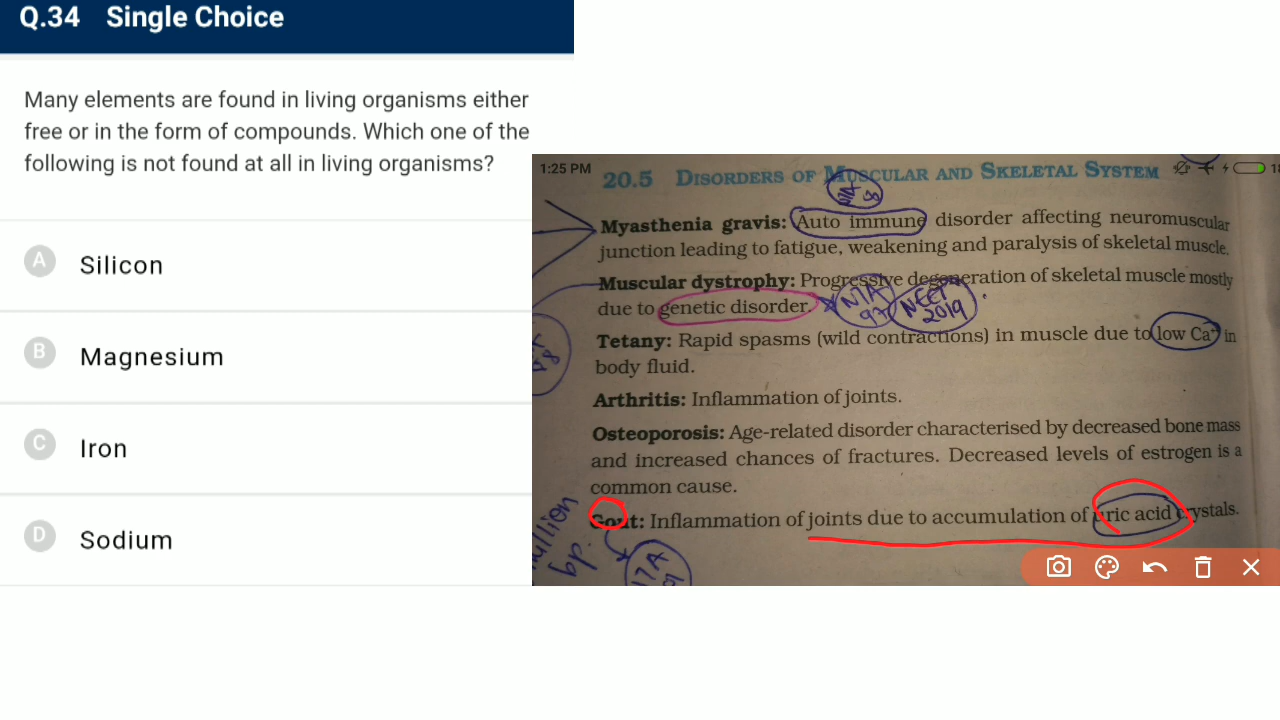 Q.34 Single Choice
Many elements are found in living organisms either
free or in the form of compounds. Which one of the
following is not found at all in living organisms?
A Silicon
B Magnesium
C Iron
D Sodium
1:25 PM
20.5 DISORDERS OF MUSCULAR AND SKELETAL SYSTEM
Myasthenia gravis: Auto immune disorder affecting neuromuscular
junction leading to fatigue, weakening and paralysis of skeletal muscle.
Muscular dystrophy: Progressive degeneration of skeletal muscle mostly
due to genetic disorder.
NEET
2019
Tetany: Rapid spasms (wild contractions) in muscle due to low Ca⁺ in
body fluid.
Arthritis: Inflammation of joints.
Osteoporosis: Age-related disorder characterised by decreased bone mass
and increased chances of fractures. Decreased levels of estrogen is a
common cause.
Gout: Inflammation of joints due to accumulation of uric acid crystals.
bp.